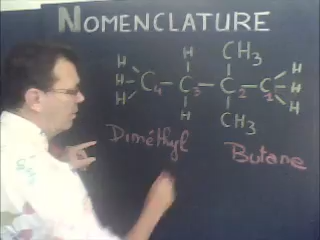 NOMENCLATURE
H H CH3 H
H - C4 - C3 - C2 - C1 - H
H H CH3 H
Diméthyl Butane